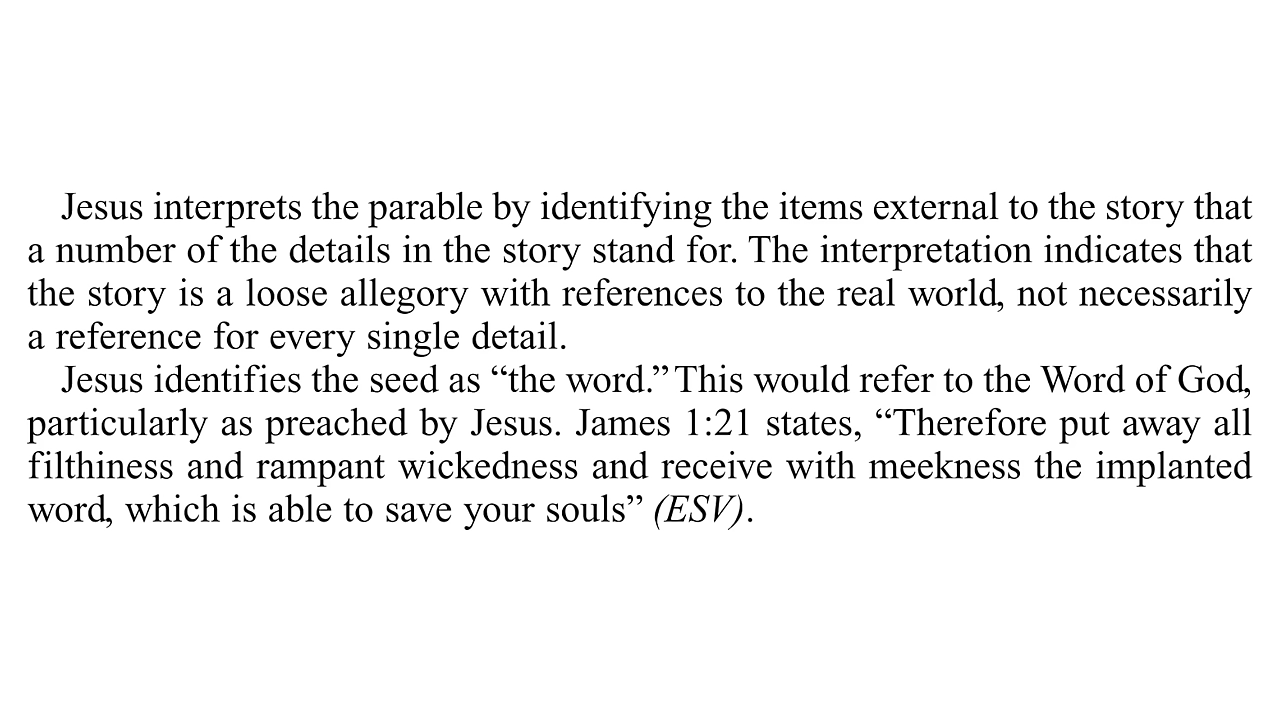 Jesus interprets the parable by identifying the items external to the story that
a number of the details in the story stand for. The interpretation indicates that
the story is a loose allegory with references to the real world, not necessarily
a reference for every single detail.
Jesus identifies the seed as “the word.” This would refer to the Word of God,
particularly as preached by Jesus. James 1:21 states, “Therefore put away all
filthiness and rampant wickedness and receive with meekness the implanted
word, which is able to save your souls” (ESV).